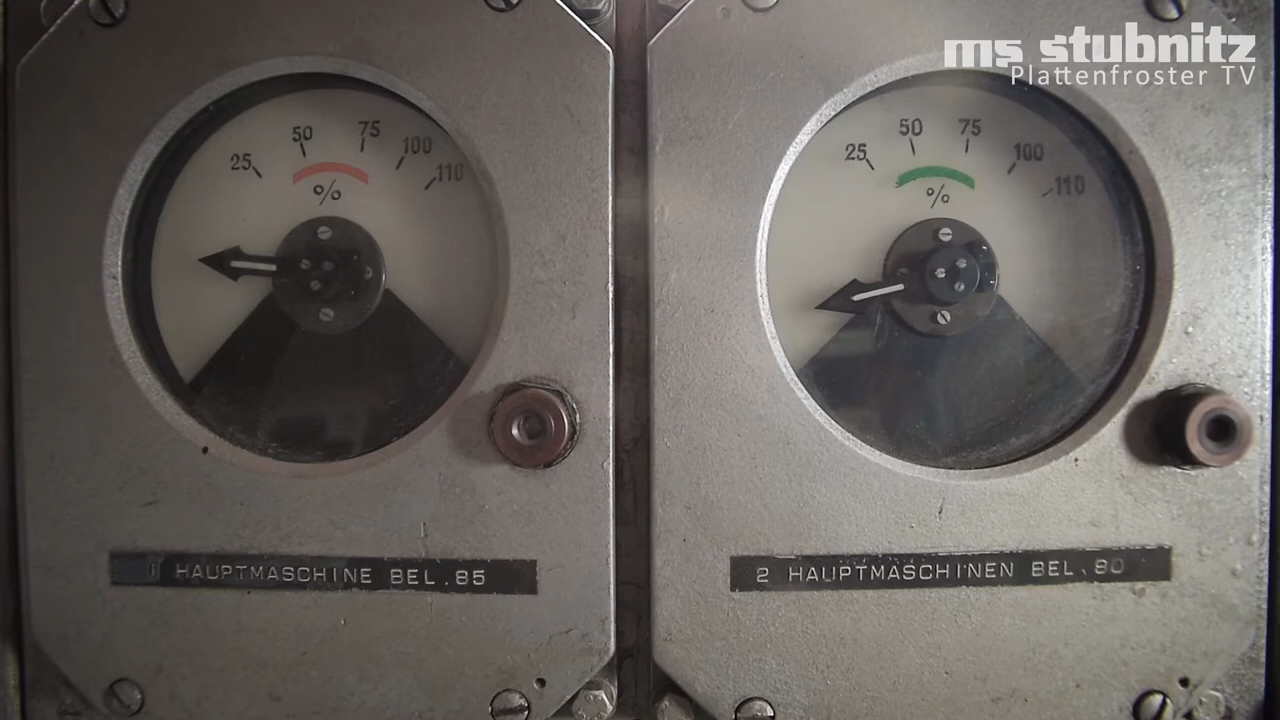 ms stubnitz
Plattenfroster TV
25 50 75 100 110
%
25 50 75 100 110
%
1 HAUPTMASCHINE BEL.85
2 HAUPTMASCHINEN BEL.80